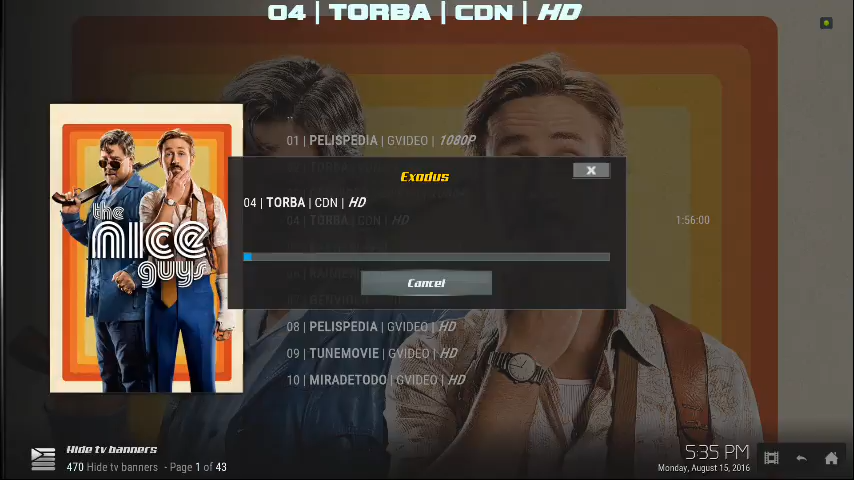 04 | TORBA | CDN | HD
..
01 | PELISPEDIA | GVIDEO | 1080P
Exodus
X
04 | TORBA | CDN | HD
04 | TORBA | CDN | HD
1:56:00
Cancel
08 | PELISPEDIA | GVIDEO | HD
09 | TUNEMOVIE | GVIDEO | HD
10 | MIRADETODO | GVIDEO | HD
the
nice
guys
Hide tv banners
470 Hide tv banners - Page 1 of 43
5:35 PM
Monday, August 15, 2016